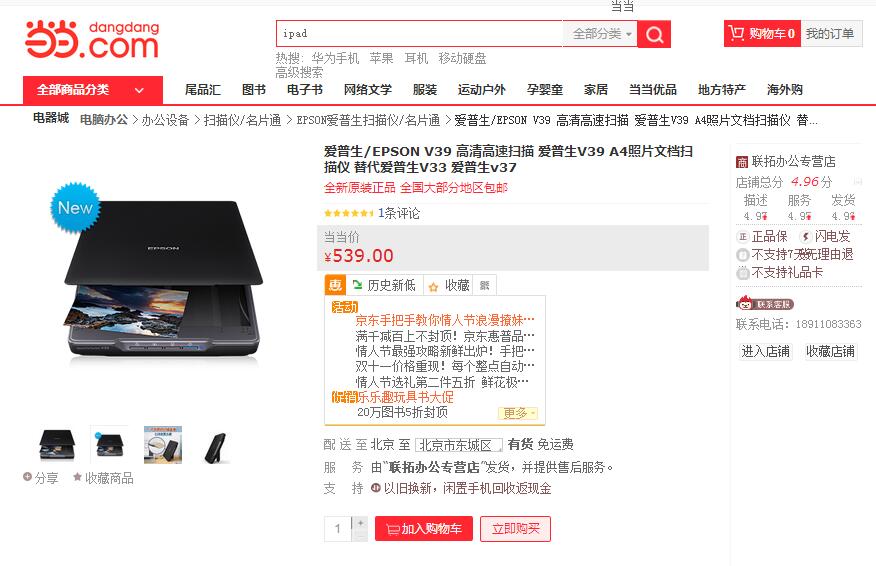 当当
dangdang
.com
ipad
全部分类
购物车 0
我的订单
热搜: 华为手机 苹果 耳机 移动硬盘
高级搜索
全部商品分类
尾品汇 图书 电子书 网络文学 服装 运动户外 孕婴童 家居 当当优品 地方特产 海外购
电器城 电脑办公 > 办公设备 > 扫描仪/名片通 > EPSON爱普生扫描仪/名片通 > 爱普生/EPSON V39 高清高速扫描 爱普生V39 A4照片文档扫描仪 替...
New
EPSON
分享
收藏商品
爱普生/EPSON V39 高清高速扫描 爱普生V39 A4照片文档扫
描仪 替代爱普生V33 爱普生v37
全新原装正品 全国大部分地区包邮
1条评论
当当价
¥539.00
惠
历史新低
收藏
活动
京东手把手教你情人节浪漫撩妹…
满千减百上不封顶!京东惠普品…
情人节最强攻略新鲜出炉!手把…
双十一价格重现!每个整点自动…
情人节选礼第二件五折 鲜花极…
促销
乐乐趣玩具书大促
20万图书5折封顶
更多
配 送 至 北京 至 北京市东城区 有货 免运费
服 务 由“联拓办公专营店”发货，并提供售后服务。
支 持 以旧换新，闲置手机回收返现金
1
+
加入购物车
立即购买
商 联拓办公专营店
店铺总分 4.96 分
描述 服务 发货
4.9 4.9 4.9
正 正品保
闪电发
不支持7天无理由退
不支持礼品卡
联系客服
联系电话: 18911083363
进入店铺
收藏店铺